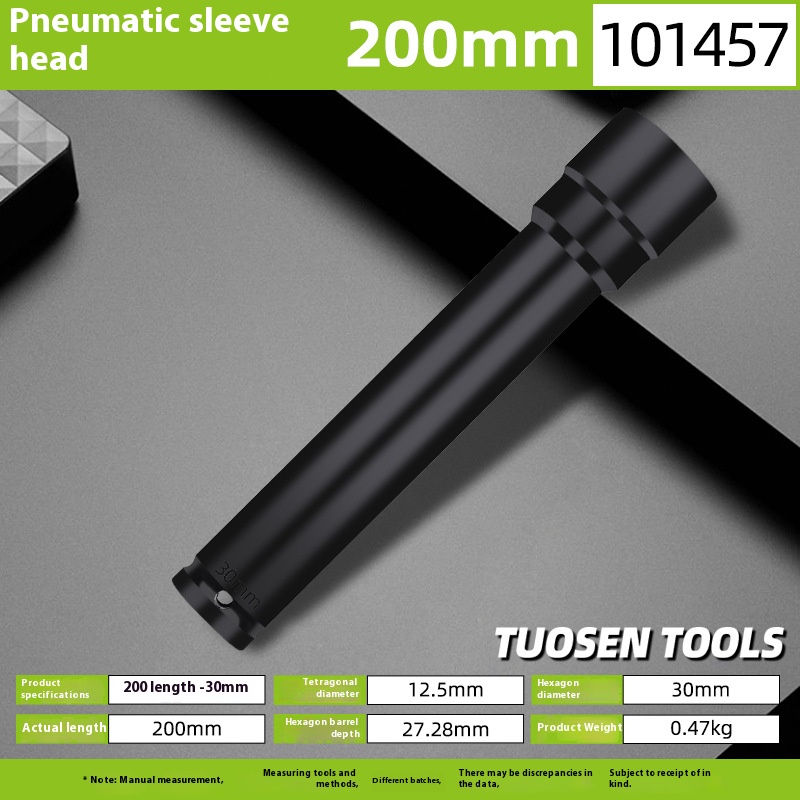 Pneumatic sleeve
head
200mm
101457
30mm
TUOSEN TOOLS
Product
specifications
200 length -30mm
Tetragonal
diameter
12.5mm
Hexagon
diameter
30mm
Actual length
200mm
Hexagon barrel
depth
27.28mm
Product Weight
0.47kg
* Note: Manual measurement,
Measuring tools and
methods,
Different batches,
There may be discrepancies in
the data,
Subject to receipt of in
kind.